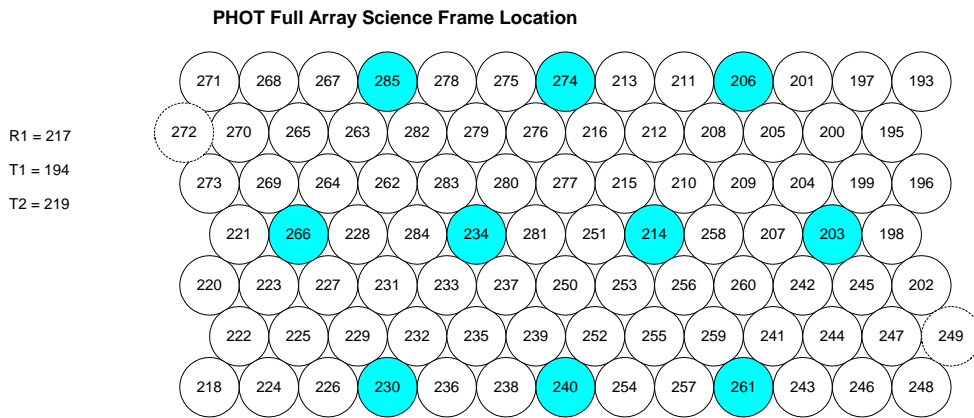 PHOT Full Array Science Frame Location
271 268 267 285 278 275 274 213 211 206 201 197 193
272 270 265 263 282 279 276 216 212 208 205 200 195
R1 = 217
T1 = 194
273 269 264 262 283 280 277 215 210 209 204 199 196
T2 = 219
221 266 228 284 234 281 251 214 258 207 203 198
220 223 227 231 233 237 250 253 256 260 242 245 202
222 225 229 232 235 239 252 255 259 241 244 247 249
218 224 226 230 236 238 240 254 257 261 243 246 248